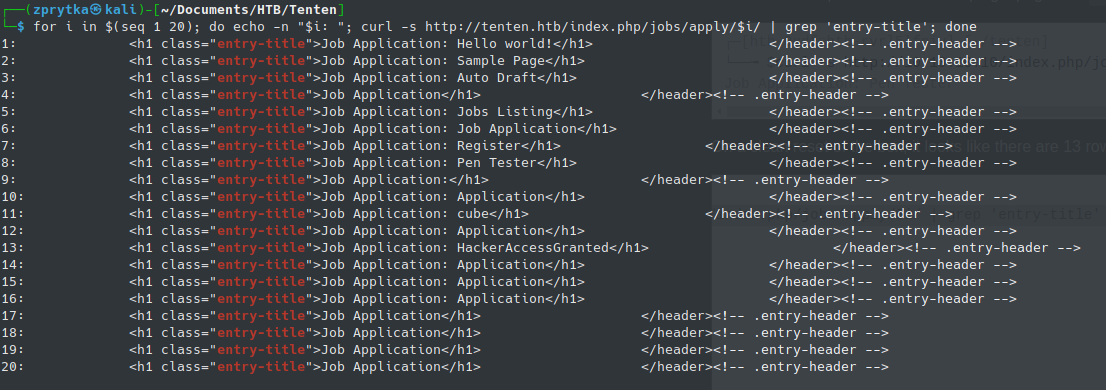 ┌──(zprytka㉿kali)-[~/Documents/HTB/Tenten]
└─$ for i in $(seq 1 20); do echo -n "$i: "; curl -s http://tenten.htb/index.php/jobs/apply/$i/ | grep 'entry-title'; done
1: <h1 class="entry-title">Job Application: Hello world!</h1> </header><!-- .entry-header -->
2: <h1 class="entry-title">Job Application: Sample Page</h1> </header><!-- .entry-header -->
3: <h1 class="entry-title">Job Application: Auto Draft</h1> </header><!-- .entry-header -->
4: <h1 class="entry-title">Job Application</h1> </header><!-- .entry-header -->
5: <h1 class="entry-title">Job Application: Jobs Listing</h1> </header><!-- .entry-header -->
6: <h1 class="entry-title">Job Application: Job Application</h1> </header><!-- .entry-header -->
7: <h1 class="entry-title">Job Application: Register</h1> </header><!-- .entry-header -->
8: <h1 class="entry-title">Job Application: Pen Tester</h1> </header><!-- .entry-header -->
9: <h1 class="entry-title">Job Application:</h1> </header><!-- .entry-header -->
10: <h1 class="entry-title">Job Application: Application</h1> </header><!-- .entry-header -->
11: <h1 class="entry-title">Job Application: cube</h1> </header><!-- .entry-header -->
12: <h1 class="entry-title">Job Application: Application</h1> </header><!-- .entry-header -->
13: <h1 class="entry-title">Job Application: HackerAccessGranted</h1> </header><!-- .entry-header -->
14: <h1 class="entry-title">Job Application: Application</h1> </header><!-- .entry-header -->
15: <h1 class="entry-title">Job Application: Application</h1> </header><!-- .entry-header -->
16: <h1 class="entry-title">Job Application: Application</h1> </header><!-- .entry-header -->
17: <h1 class="entry-title">Job Application</h1> </header><!-- .entry-header -->
18: <h1 class="entry-title">Job Application</h1> </header><!-- .entry-header -->
19: <h1 class="entry-title">Job Application</h1> </header><!-- .entry-header -->
20: <h1 class="entry-title">Job Application</h1> </header><!-- .entry-header -->